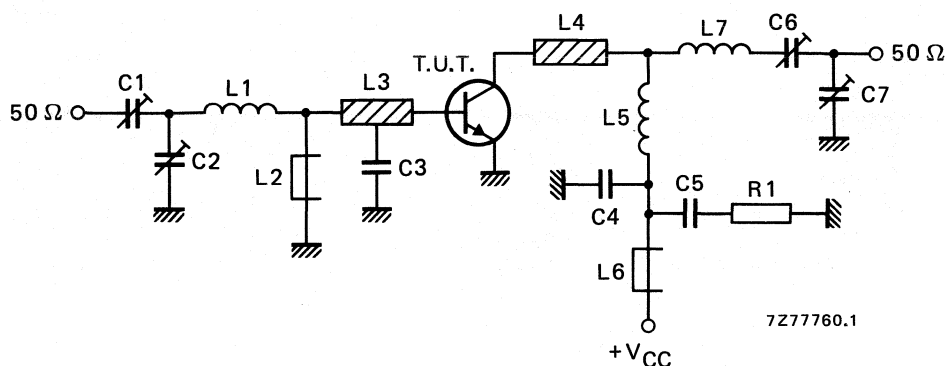 L4
L7
C6
50 Ω
T.U.T.
C1
L1
L3
C7
50 Ω
L5
C2
L2
C3
C5
R1
C4
L6
7Z77760.1
+VCC